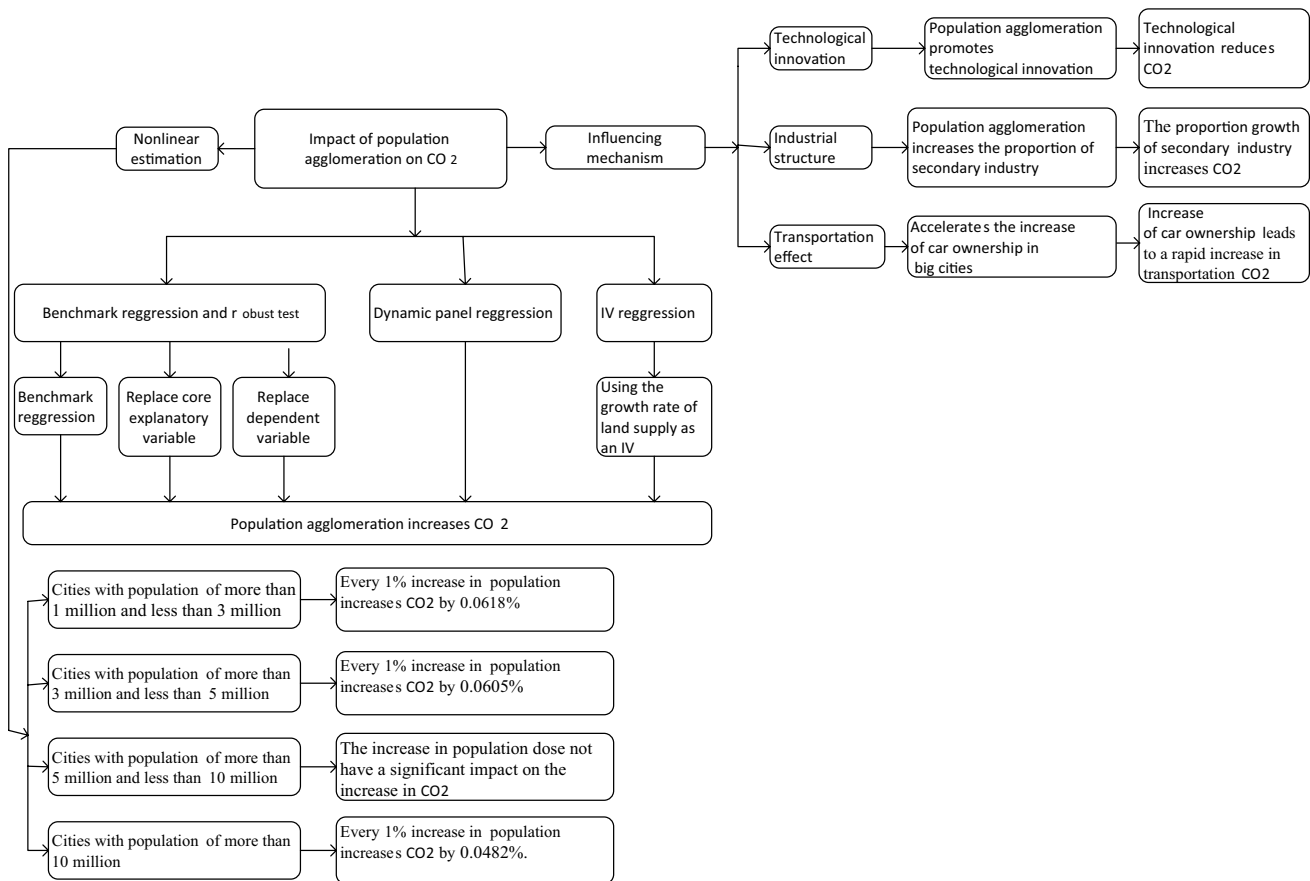 Nonlinear
estimation
Impact of population
agglomeration on CO 2
Influencing
mechanism
Technological
innovation
Population agglomeration
promotes
technological innovation
Technological
innovation reduces
CO2
Industrial
structure
Population agglomeration
increases the proportion of
secondary industry
The proportion growth
of secondary industry
increases CO2
Transportation
effect
Accelerates the increase
of car ownership in
big cities
Increase
of car ownership leads
to a rapid increase in
transportation CO2
Benchmark reggression and r obust test
Dynamic panel reggression
IV reggression
Benchmark
reggression
Replace core
explanatory
variable
Replace
dependent
variable
Using the
growth rate of
land supply as
an IV
Population agglomeration increases CO 2
Cities with population of more than
1 million and less than 3 million
Every 1% increase in population
increases CO2 by 0.0618%
Cities with population of more than
3 million and less than 5 million
Every 1% increase in population
increases CO2 by 0.0605%
Cities with population of more than
5 million and less than 10 million
The increase in population dose not
have a significant impact on the
increase in CO2
Cities with population of more than
10 million
Every 1% increase in population
increases CO2 by 0.0482%.